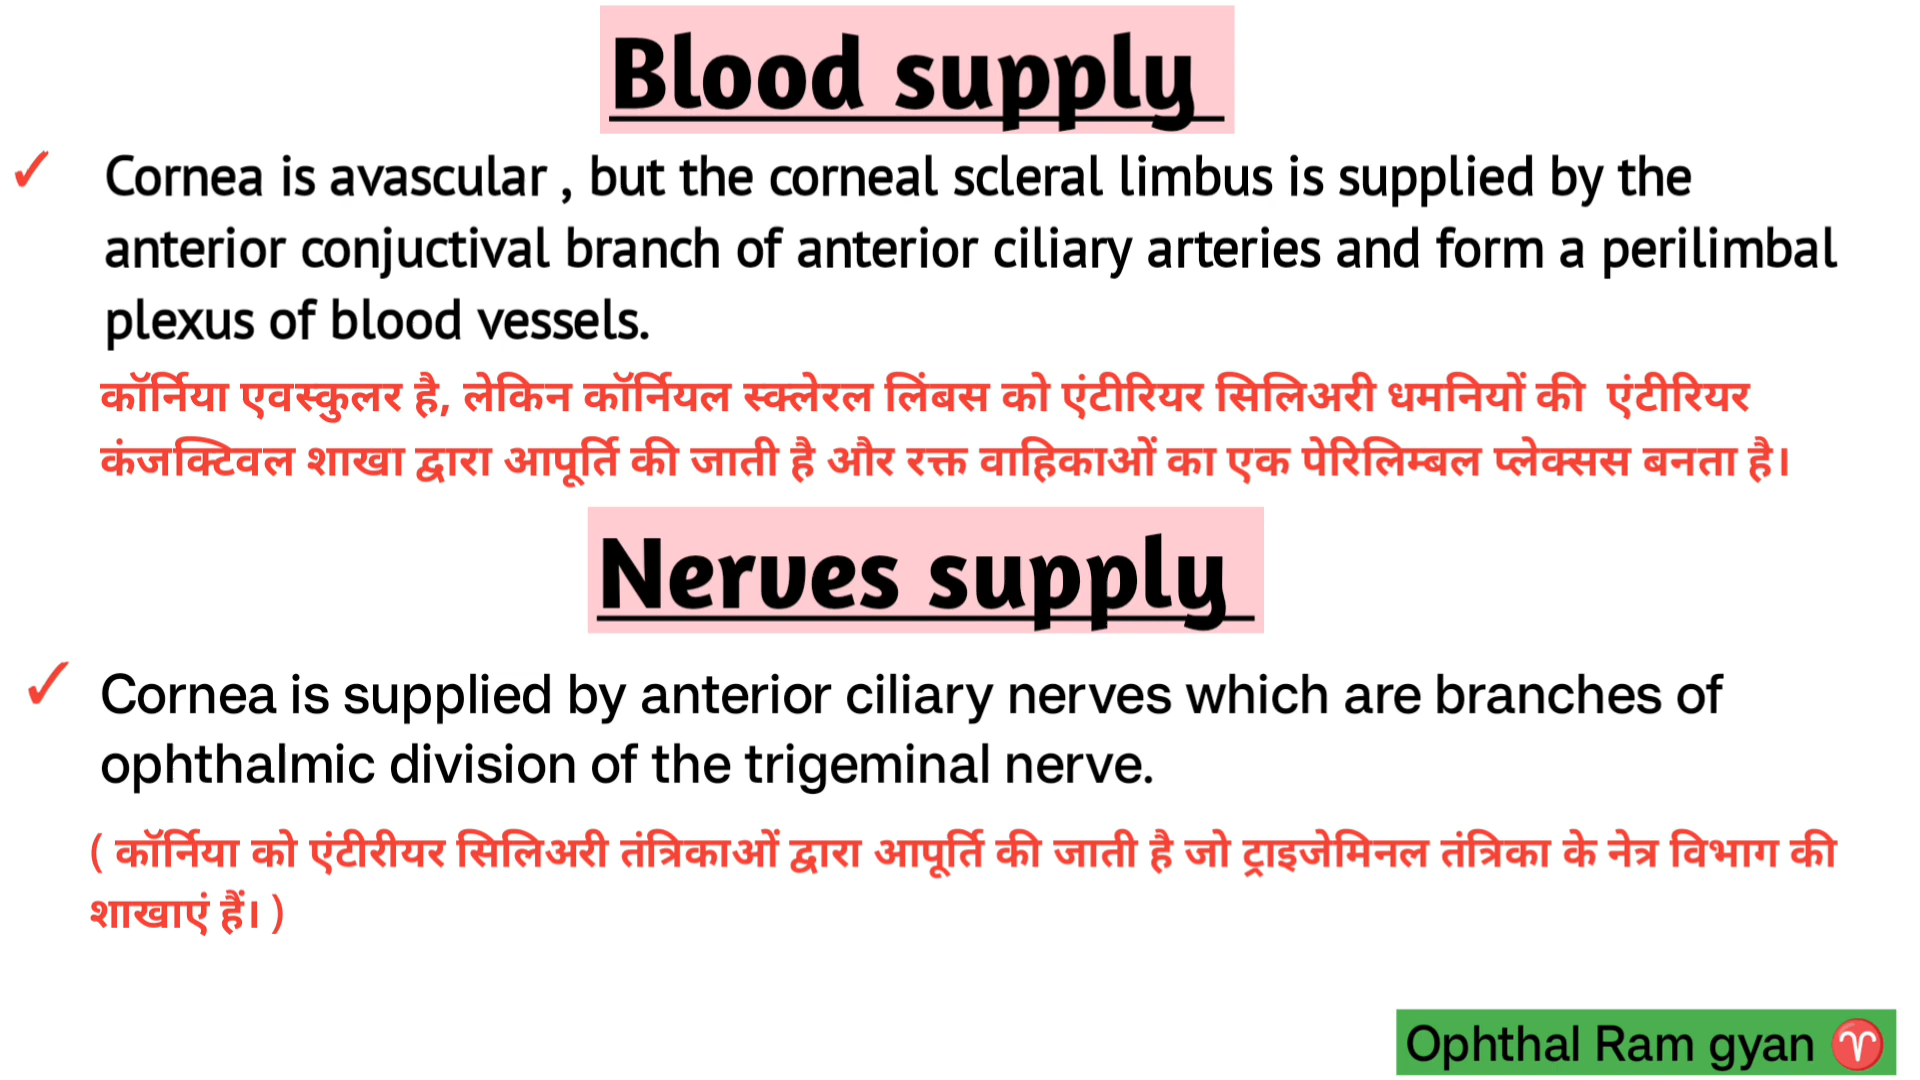 Blood supply
✓ Cornea is avascular , but the corneal scleral limbus is supplied by the
anterior conjuctival branch of anterior ciliary arteries and form a perilimbal
plexus of blood vessels.
कॉर्निया एवस्कुलर है, लेकिन कॉर्नियल स्क्लेरल लिंबस को एंटीरियर सिलिअरी धमनियों की एंटीरियर
कंजक्टिवल शाखा द्वारा आपूर्ति की जाती है और रक्त वाहिकाओं का एक पेरिलिम्बल प्लेक्सस बनता है।
Nerves supply
✓ Cornea is supplied by anterior ciliary nerves which are branches of
ophthalmic division of the trigeminal nerve.
( कॉर्निया को एंटीरीयर सिलिअरी तंत्रिकाओं द्वारा आपूर्ति की जाती है जो ट्राइजेमिनल तंत्रिका के नेत्र विभाग की
शाखाएं हैं। )
Ophthal Ram gyan ♈